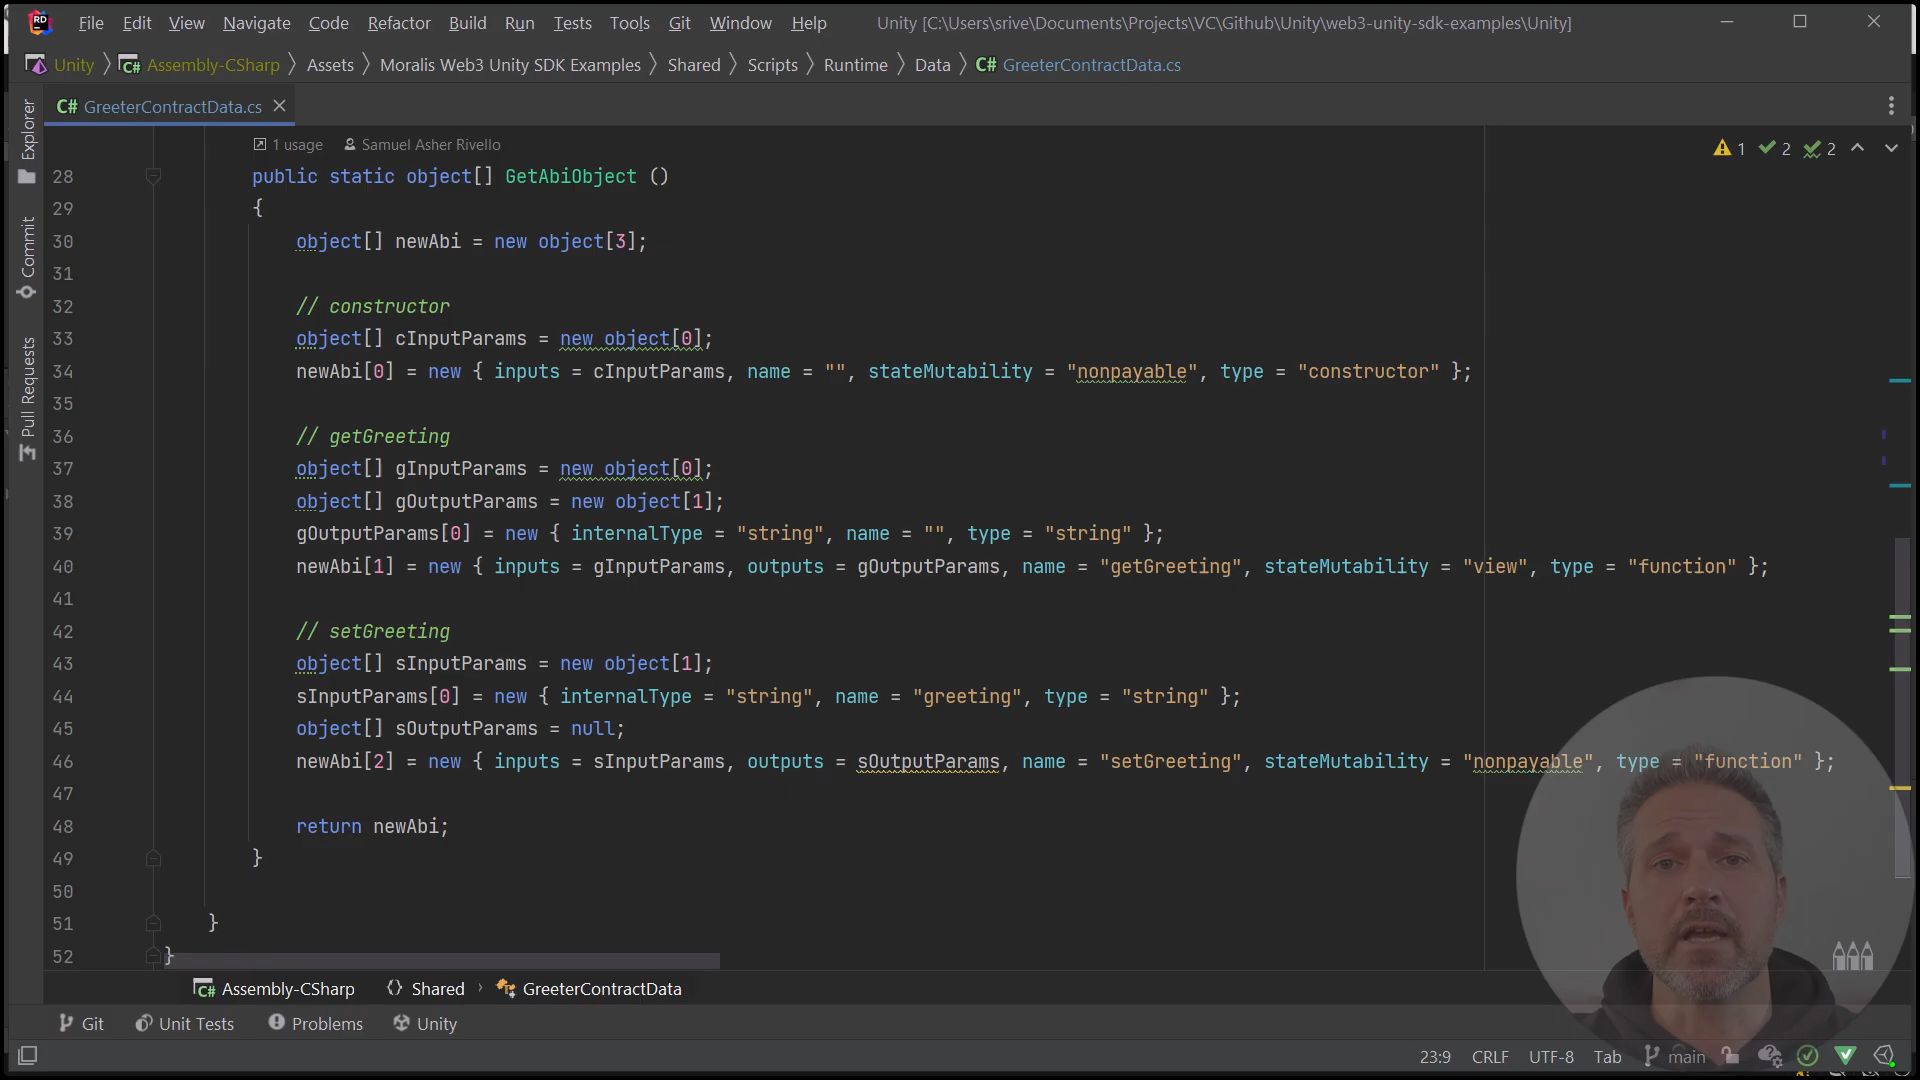 File Edit View Navigate Code Refactor Build Run Tests Tools Git Window Help Unity [C:\Users\srive\Documents\Projects\VC\Github\Unity\web3-unity-sdk-examples\Unity]
Unity Assembly-CSharp Assets Moralis Web3 Unity SDK Examples Shared Scripts Runtime Data C# GreeterContractData.cs
C# GreeterContractData.cs
Explorer
Commit
Pull Requests
1 usage Samuel Asher Rivello
1 2 2
28 public static object[] GetAbiObject ()
29 {
30 object[] newAbi = new object[3];
31
32 // constructor
33 object[] cInputParams = new object[0];
34 newAbi[0] = new { inputs = cInputParams, name = "", stateMutability = "nonpayable", type = "constructor" };
35
36 // getGreeting
37 object[] gInputParams = new object[0];
38 object[] gOutputParams = new object[1];
39 gOutputParams[0] = new { internalType = "string", name = "", type = "string" };
40 newAbi[1] = new { inputs = gInputParams, outputs = gOutputParams, name = "getGreeting", stateMutability = "view", type = "function" };
41
42 // setGreeting
43 object[] sInputParams = new object[1];
44 sInputParams[0] = new { internalType = "string", name = "greeting", type = "string" };
45 object[] sOutputParams = null;
46 newAbi[2] = new { inputs = sInputParams, outputs = sOutputParams, name = "setGreeting", stateMutability = "nonpayable", type = "function" };
47
48 return newAbi;
49 }
50
51 }
52 }
Assembly-CSharp Shared GreeterContractData
Git Unit Tests Problems Unity
23:9 CRLF UTF-8 Tab main